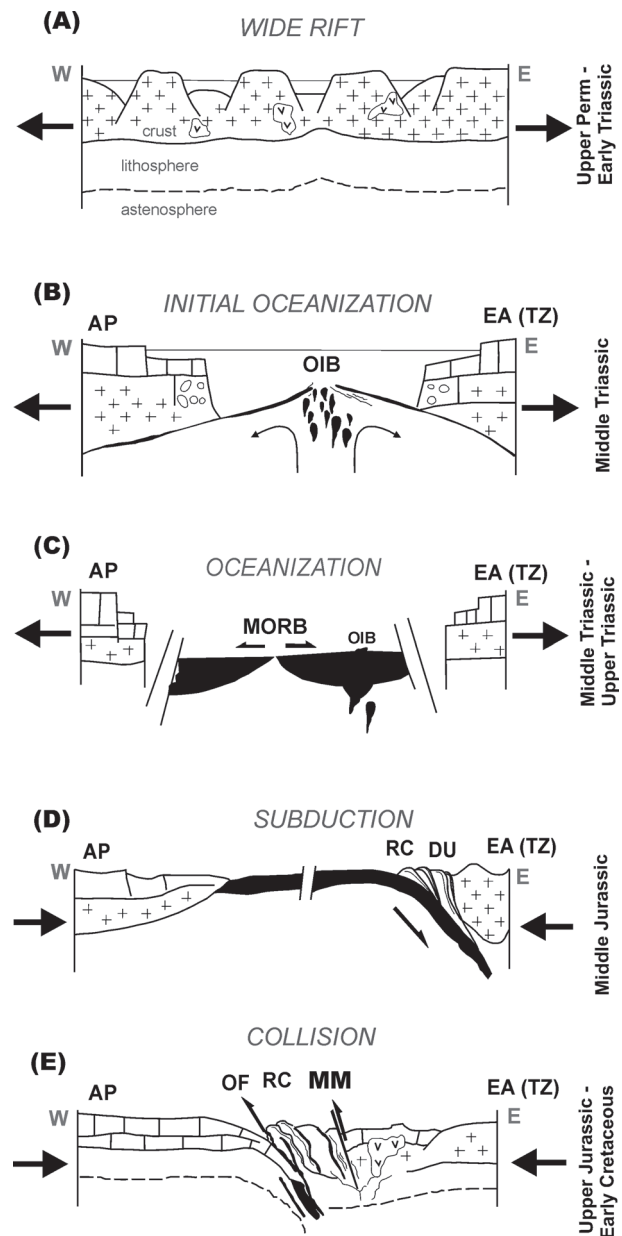 (A)
WIDE RIFT
W
E
crust
lithosphere
astenosphere
v
v
v
Upper Perm -
Early Triassic
(B)
INITIAL OCEANIZATION
AP
EA (TZ)
W
E
OIB
Middle Triassic
(C)
OCEANIZATION
AP
EA (TZ)
W
E
MORB
OIB
Middle Triassic -
Upper Triassic
(D)
SUBDUCTION
AP
RC DU EA (TZ)
W
E
Middle Jurassic
COLLISION
(E)
AP
OF RC MM
EA (TZ)
W
E
v
v
v
Upper Jurassic -
Early Cretaceous